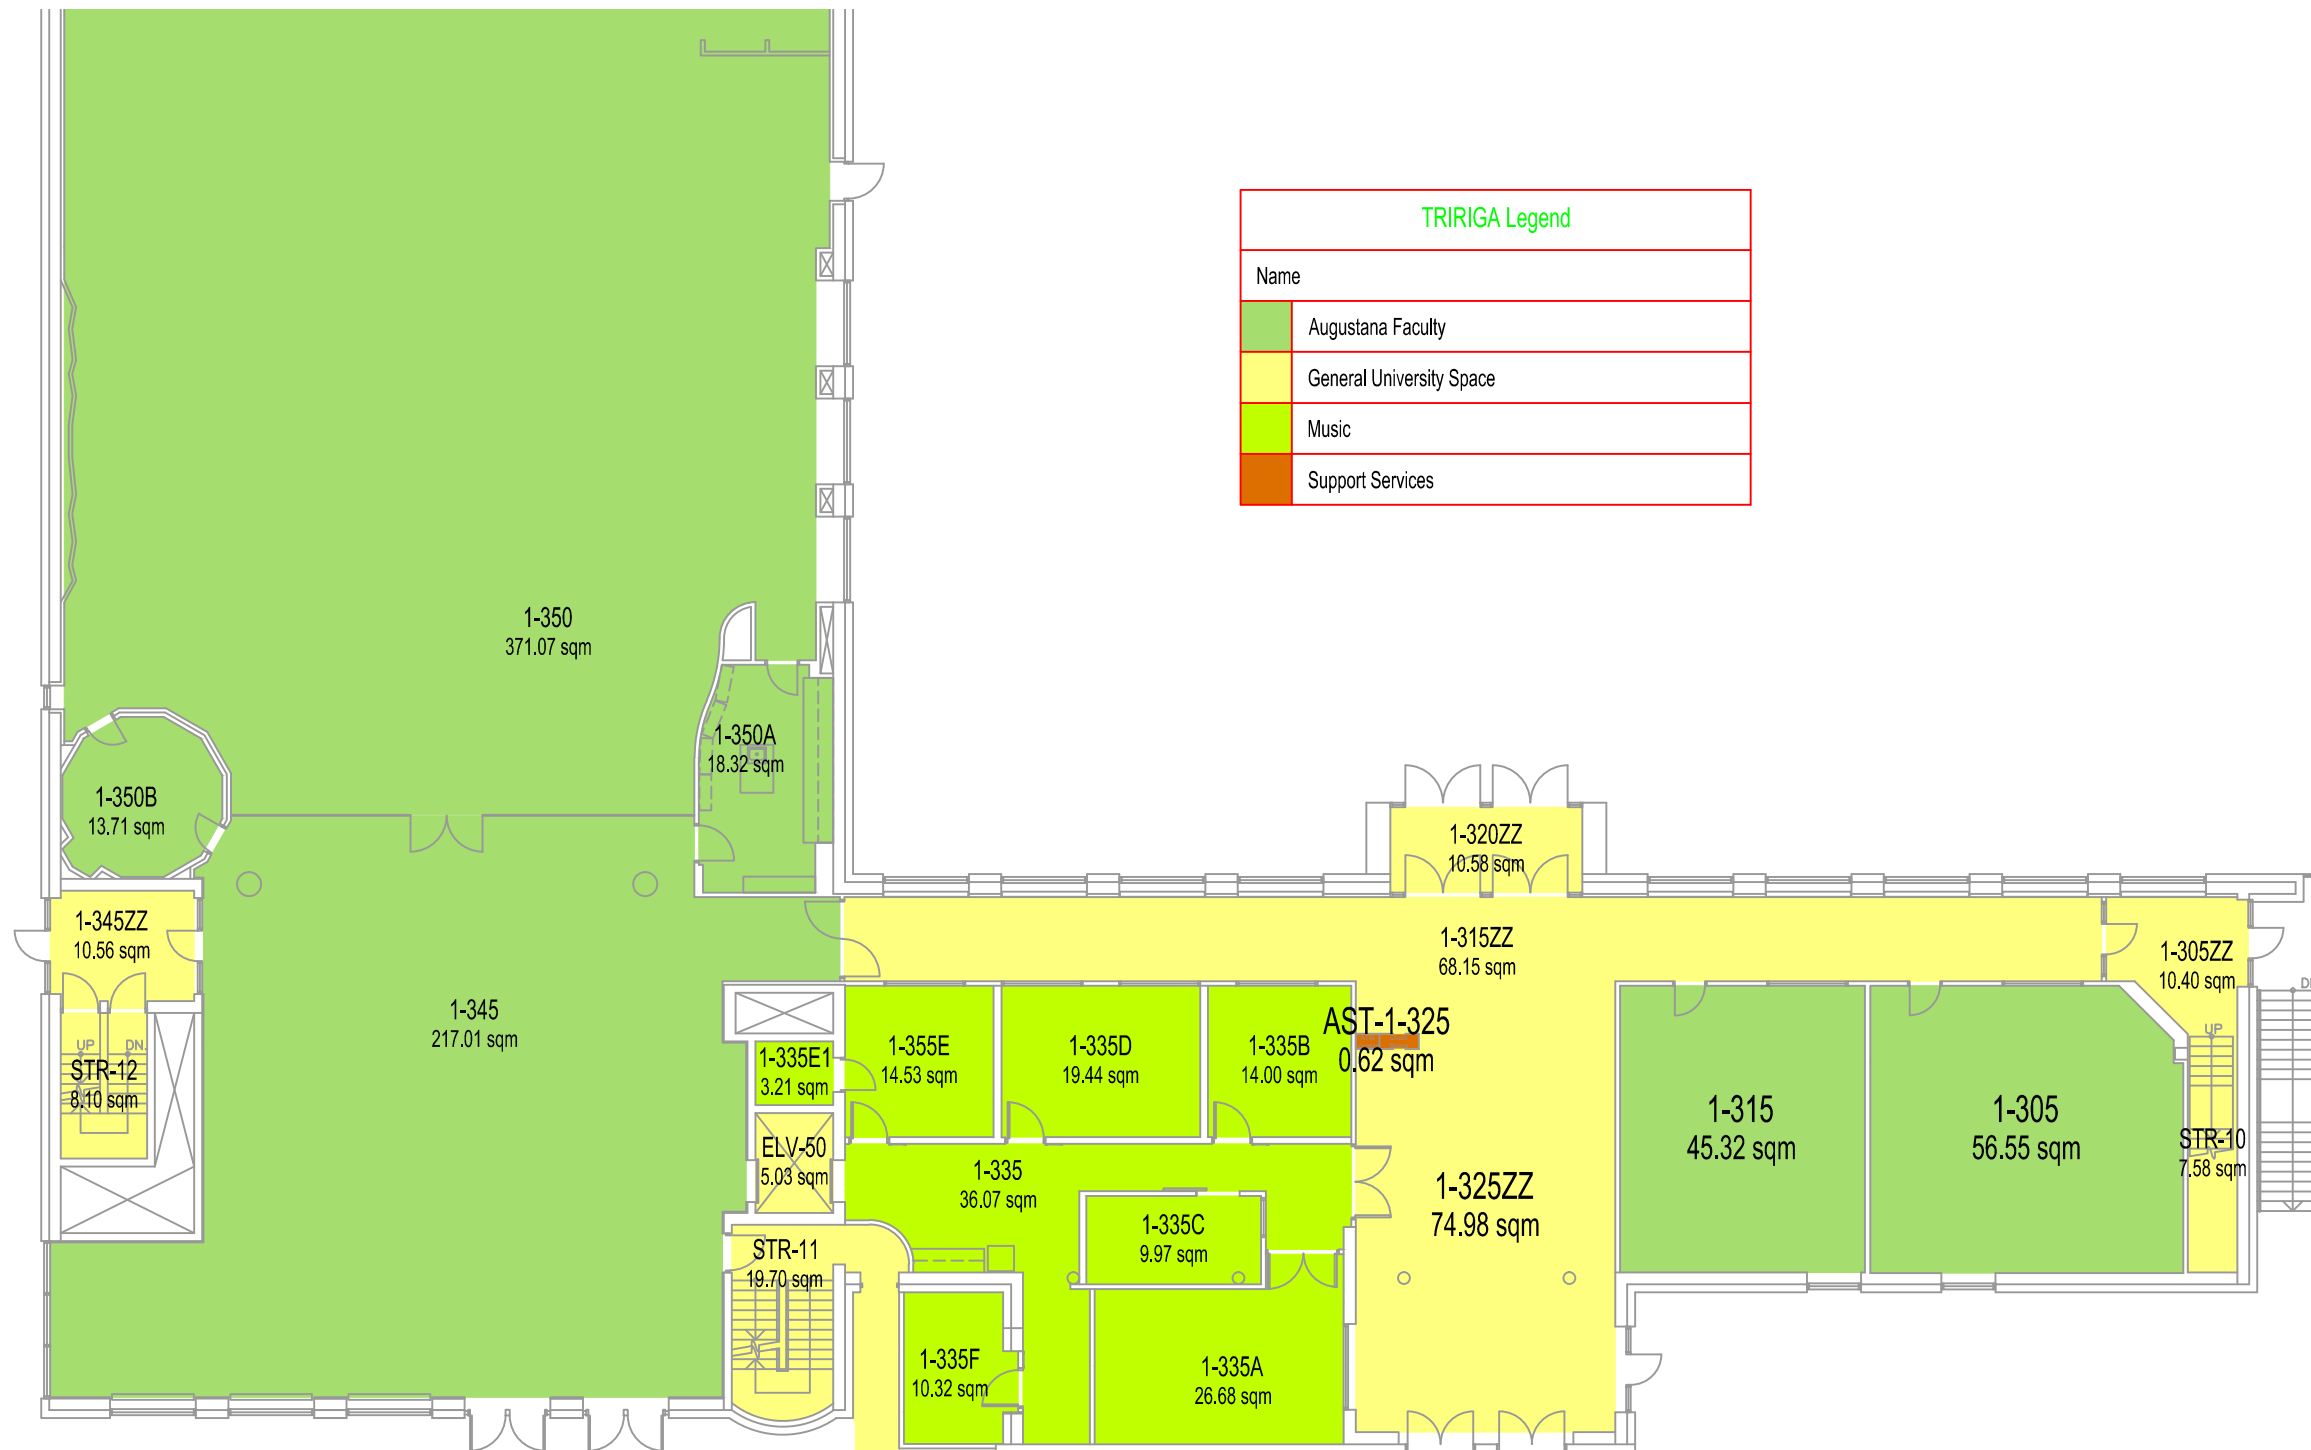 TRIRIGA Legend
Name
Augustana Faculty
General University Space
Music
Support Services
1-350
371.07 sqm
1-350A
18.32 sqm
1-350B
13.71 sqm
1-320ZZ
10.58 sqm
1-345ZZ
10.56 sqm
1-315ZZ
68.15 sqm
1-305ZZ
10.40 sqm
1-345
217.01 sqm
AST-1-325
0.62 sqm
UP
DN.
STR-12
8.10 sqm
1-335E1
3.21 sqm
1-355E
14.53 sqm
1-335D
19.44 sqm
1-335B
14.00 sqm
UP
1-315
45.32 sqm
1-305
56.55 sqm
STR-10
7.58 sqm
ELV-50
5.03 sqm
1-335
36.07 sqm
1-325ZZ
74.98 sqm
1-335C
9.97 sqm
STR-11
19.70 sqm
1-335F
10.32 sqm
1-335A
26.68 sqm